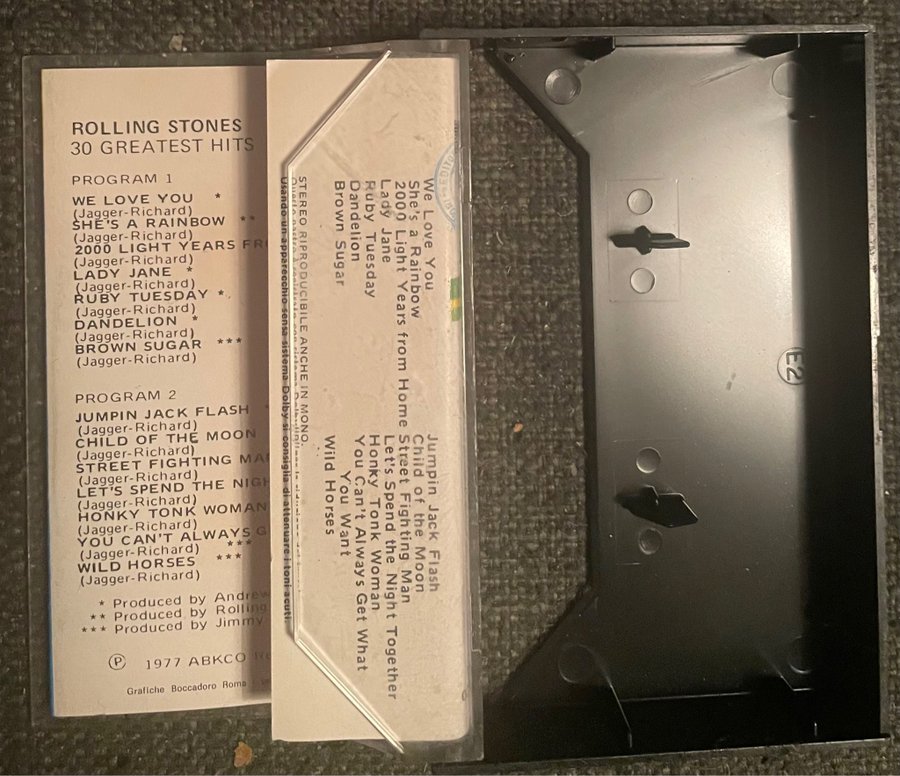 ROLLING STONES
30 GREATEST HITS
PROGRAM 1
WE LOVE YOU *
(Jagger-Richard)
SHE'S A RAINBOW **
(Jagger-Richard)
2000 LIGHT YEARS FR
(Jagger-Richard)
LADY JANE *
(Jagger-Richard)
RUBY TUESDAY *
(Jagger-Richard)
DANDELION *
(Jagger-Richard)
BROWN SUGAR ***
(Jagger-Richard)
PROGRAM 2
JUMPIN JACK FLASH
(Jagger-Richard)
CHILD OF THE MOON
(Jagger-Richard)
STREET FIGHTING MA
(Jagger-Richard)
LET'S SPEND THE NIGH
(Jagger-Richard)
HONKY TONK WOMAN
(Jagger-Richard)
YOU CAN'T ALWAYS G
(Jagger-Richard) ***
WILD HORSES ***
(Jagger-Richard)
* Produced by Andrew
** Produced by Rolling
*** Produced by Jimmy
Ⓟ 1977 ABKCO
Grafiche Boccadoro Roma
We Love You
She's a Rainbow
2000 Light Years from Home
Lady Jane
Ruby Tuesday
Dandelion
Brown Sugar
Jumpin Jack Flash
Child of the Moon
Street Fighting Man
Let's Spend the Night Together
Honky Tonk Woman
You Can't Always Get What
You Want
Wild Horses
STEREO RIPRODUCIBILE ANCHE IN MONO.
Usando un apparecchio senza sistema Dolby si consiglia di attenuare i toni acuti.
E2